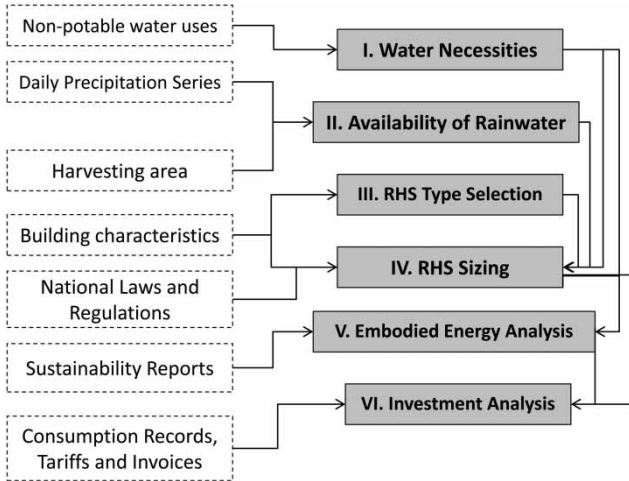 Non-potable water uses
I. Water Necessities
Daily Precipitation Series
II. Availability of Rainwater
Harvesting area
III. RHS Type Selection
Building characteristics
IV. RHS Sizing
National Laws and
Regulations
V. Embodied Energy Analysis
Sustainability Reports
VI. Investment Analysis
Consumption Records,
Tariffs and Invoices